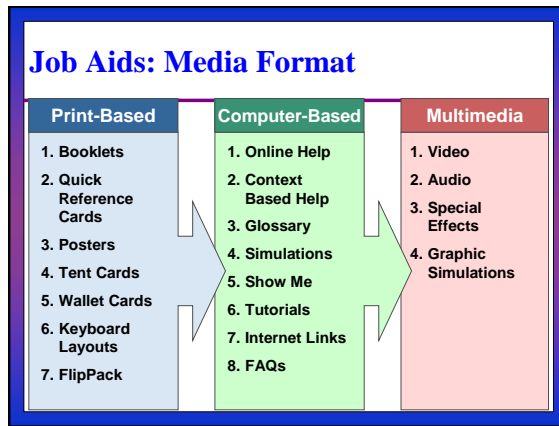 Job Aids: Media Format
Print-Based
1. Booklets
2. Quick
Reference
Cards
3. Posters
4. Tent Cards
5. Wallet Cards
6. Keyboard
Layouts
7. FlipPack
Computer-Based
1. Online Help
2. Context
Based Help
3. Glossary
4. Simulations
5. Show Me
6. Tutorials
7. Internet Links
8. FAQs
Multimedia
1. Video
2. Audio
3. Special
Effects
4. Graphic
Simulations